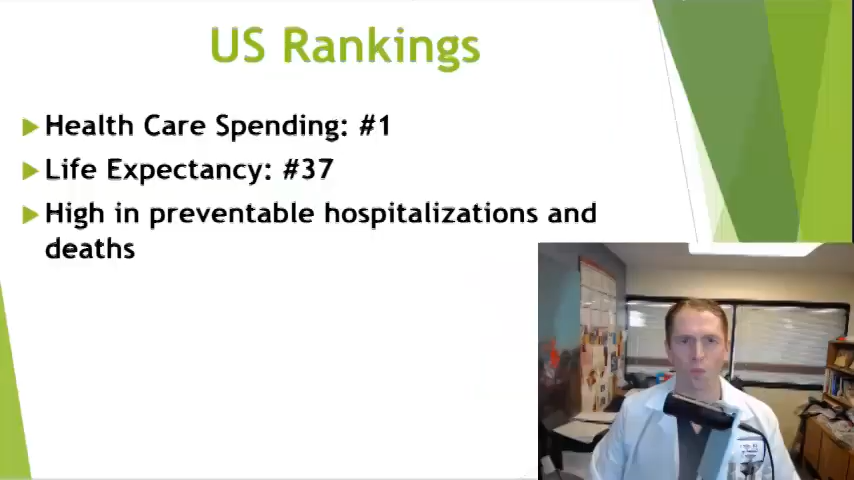 US Rankings
Health Care Spending: #1
Life Expectancy: #37
High in preventable hospitalizations and
deaths